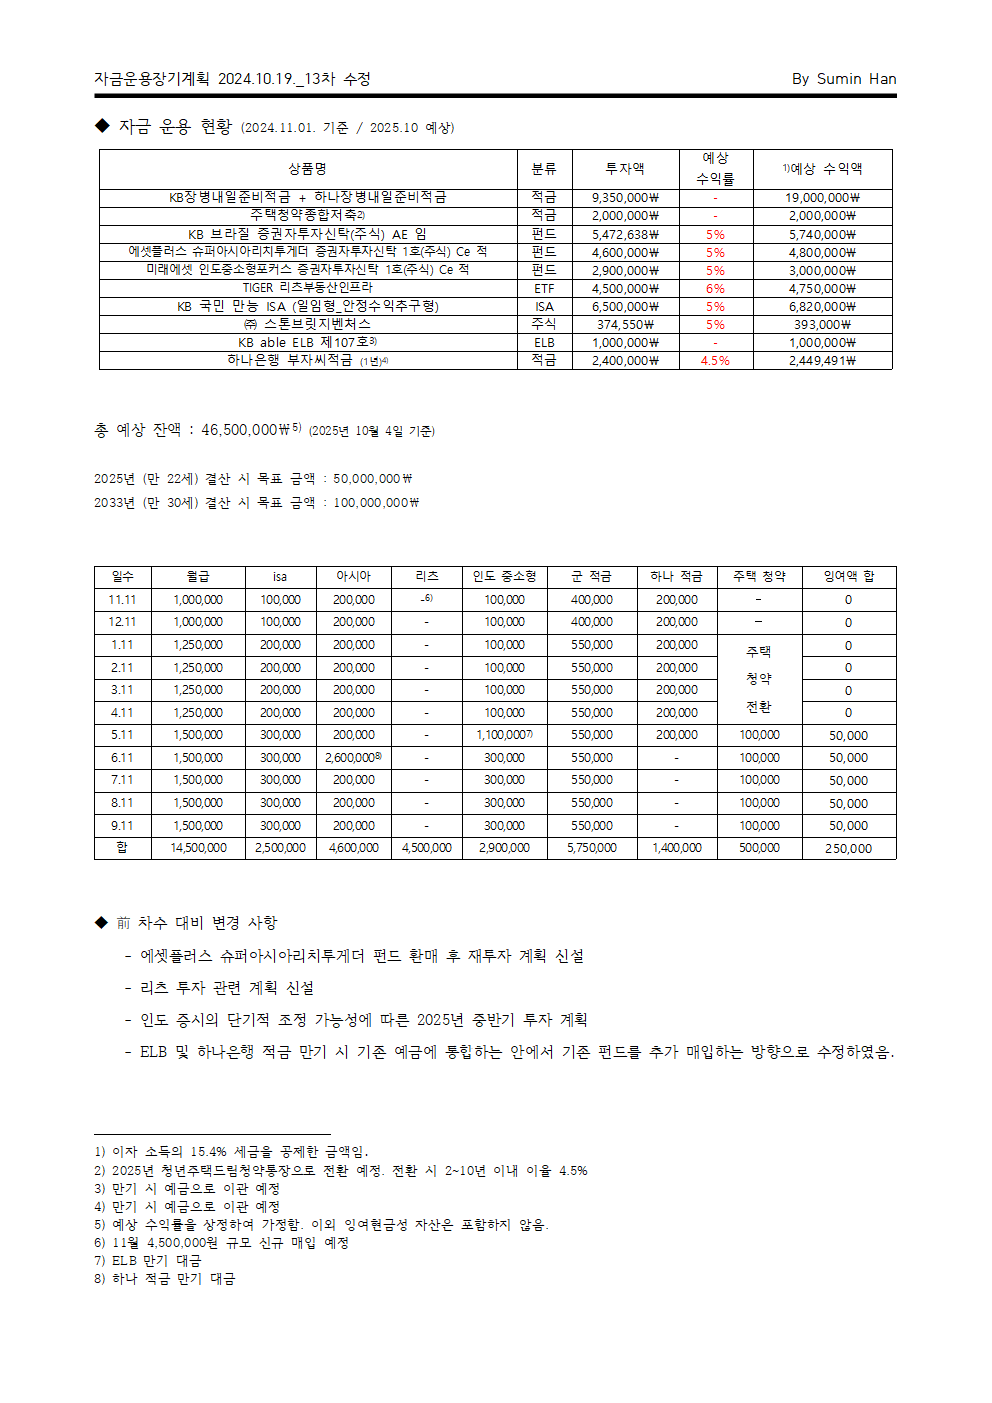 자금운용장기계획 2024.10.19._13차 수정 By Sumin Han
◆ 자금 운용 현황 (2024.11.01. 기준 / 2025.10 예상)
상품명 분류 투자액 예상 수익률 1)예상 수익액
KB장병내일준비적금 + 하나장병내일준비적금 적금 9,350,000₩ - 19,000,000₩
주택청약종합저축2) 적금 2,000,000₩ - 2,000,000₩
KB 브라질 증권자투자신탁(주식) AE 임 펀드 5,472,638₩ 5% 5,740,000₩
에셋플러스 슈퍼아시아리치투게더 증권자투자신탁 1호(주식) Ce 적 펀드 4,600,000₩ 5% 4,800,000₩
미래에셋 인도중소형포커스 증권자투자신탁 1호(주식) Ce 적 펀드 2,900,000₩ 5% 3,000,000₩
TIGER 리츠부동산인프라 ETF 4,500,000₩ 6% 4,750,000₩
KB 국민 만능 ISA (일임형_안정수익추구형) ISA 6,500,000₩ 5% 6,820,000₩
㈜ 스톤브릿지벤처스 주식 374,550₩ 5% 393,000₩
KB able ELB 제107호3) ELB 1,000,000₩ - 1,000,000₩
하나은행 부자씨적금 (1년)4) 적금 2,400,000₩ 4.5% 2,449,491₩
총 예상 잔액 : 46,500,000₩5) (2025년 10월 4일 기준)
2025년 (만 22세) 결산 시 목표 금액 : 50,000,000₩
2033년 (만 30세) 결산 시 목표 금액 : 100,000,000₩
일수 월급 isa 아시아 리츠 인도 중소형 군 적금 하나 적금 주택 청약 잉여액 합
11.11 1,000,000 100,000 200,000 -6) 100,000 400,000 200,000 - 0
12.11 1,000,000 100,000 200,000 - 100,000 400,000 200,000 - 0
1.11 1,250,000 200,000 200,000 - 100,000 550,000 200,000 주택 청약 전환 0
2.11 1,250,000 200,000 200,000 - 100,000 550,000 200,000 0
3.11 1,250,000 200,000 200,000 - 100,000 550,000 200,000 0
4.11 1,250,000 200,000 200,000 - 100,000 550,000 200,000 0
5.11 1,500,000 300,000 200,000 - 1,100,0007) 550,000 200,000 100,000 50,000
6.11 1,500,000 300,000 2,600,0008) - 300,000 550,000 - 100,000 50,000
7.11 1,500,000 300,000 200,000 - 300,000 550,000 - 100,000 50,000
8.11 1,500,000 300,000 200,000 - 300,000 550,000 - 100,000 50,000
9.11 1,500,000 300,000 200,000 - 300,000 550,000 - 100,000 50,000
합 14,500,000 2,500,000 4,600,000 4,500,000 2,900,000 5,750,000 1,400,000 500,000 250,000
◆ 前 차수 대비 변경 사항
- 에셋플러스 슈퍼아시아리치투게더 펀드 환매 후 재투자 계획 신설
- 리츠 투자 관련 계획 신설
- 인도 증시의 단기적 조정 가능성에 따른 2025년 중반기 투자 계획
- ELB 및 하나은행 적금 만기 시 기존 예금에 통합하는 안에서 기존 펀드를 추가 매입하는 방향으로 수정하였음.
1) 이자 소득의 15.4% 세금을 공제한 금액임.
2) 2025년 청년주택드림청약통장으로 전환 예정. 전환 시 2~10년 이내 이율 4.5%
3) 만기 시 예금으로 이관 예정
4) 만기 시 예금으로 이관 예정
5) 예상 수익률을 상정하여 가정함. 이외 잉여현금성 자산은 포함하지 않음.
6) 11월 4,500,000원 규모 신규 매입 예정
7) ELB 만기 대금
8) 하나 적금 만기 대금